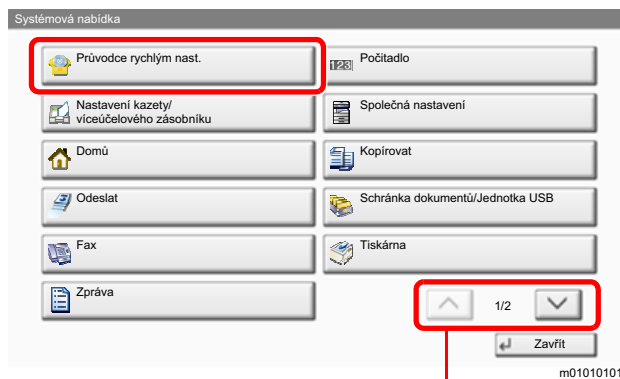 Systémová nabídka
Průvodce rychlým nast.
123
Počitadlo
Nastavení kazety/
víceúčelového zásobníku
Společná nastavení
Domů
Kopírovat
Odeslat
Schránka dokumentů/Jednotka USB
Fax
Tiskárna
Zpráva
1/2
Zavřít
m01010101